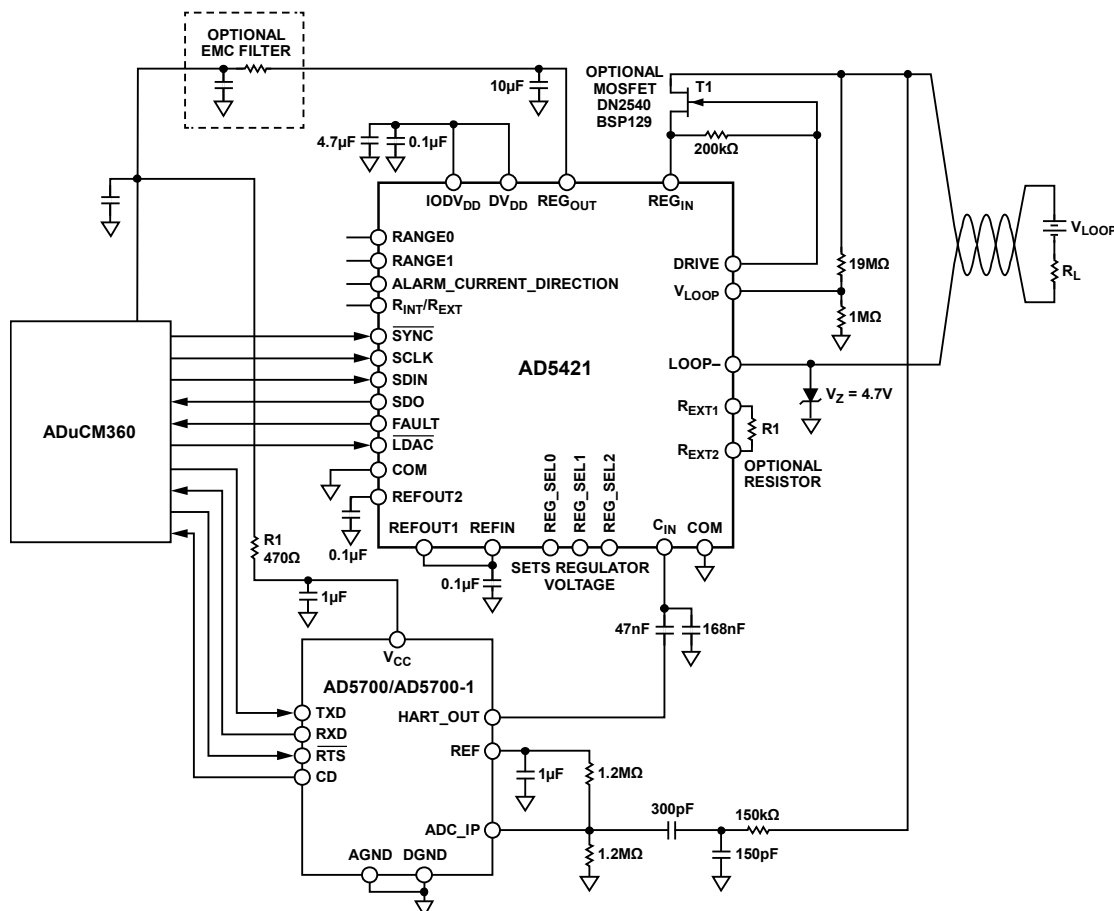 OPTIONAL
EMC FILTER
10µF
OPTIONAL
MOSFET
DN2540
BSP129
T1
200kΩ
4.7µF
0.1µF
IODVDD
DVDD
REGOUT
REGIN
RANGE0
RANGE1
ALARM_CURRENT_DIRECTION
RINT/REXT
SYNC
SCLK
SDIN
SDO
FAULT
LDAC
COM
REFOUT2
AD5421
DRIVE
VLOOP
LOOP–
REXT1
REXT2
19MΩ
1MΩ
VLOOP
RL
VZ = 4.7V
R1
OPTIONAL
RESISTOR
ADuCM360
REG_SEL0
REG_SEL1
REG_SEL2
REFOUT1
REFIN
CIN
COM
SETS REGULATOR
VOLTAGE
0.1µF
0.1µF
R1
470Ω
1µF
47nF
168nF
VCC
AD5700/AD5700-1
TXD
RXD
RTS
CD
HART_OUT
REF
ADC_IP
AGND
DGND
1µF
1.2MΩ
1.2MΩ
300pF
150kΩ
150pF